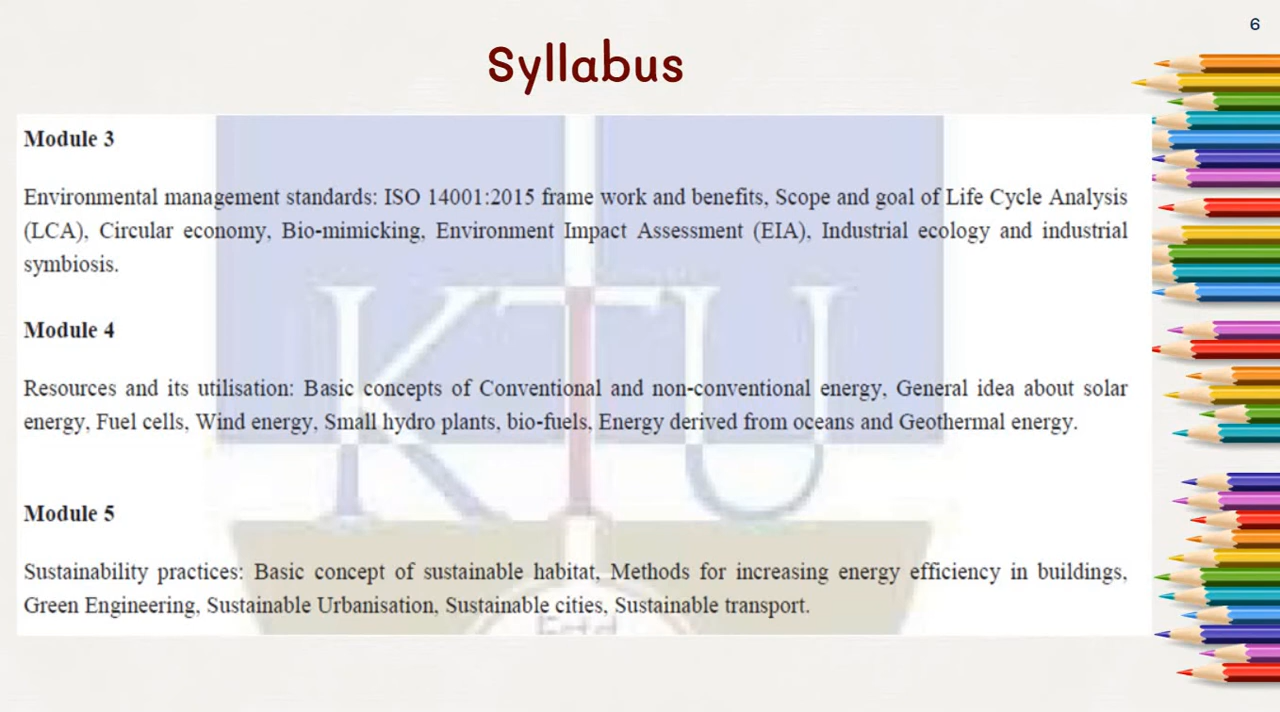 6
Syllabus
Module 3
Environmental management standards: ISO 14001:2015 frame work and benefits, Scope and goal of Life Cycle Analysis
(LCA), Circular economy, Bio-mimicking, Environment Impact Assessment (EIA), Industrial ecology and industrial
symbiosis.
KTU
Module 4
Resources and its utilisation: Basic concepts of Conventional and non-conventional energy, General idea about solar
energy, Fuel cells, Wind energy, Small hydro plants, bio-fuels, Energy derived from oceans and Geothermal energy.
Module 5
Sustainability practices: Basic concept of sustainable habitat, Methods for increasing energy efficiency in buildings,
Green Engineering, Sustainable Urbanisation, Sustainable cities, Sustainable transport.